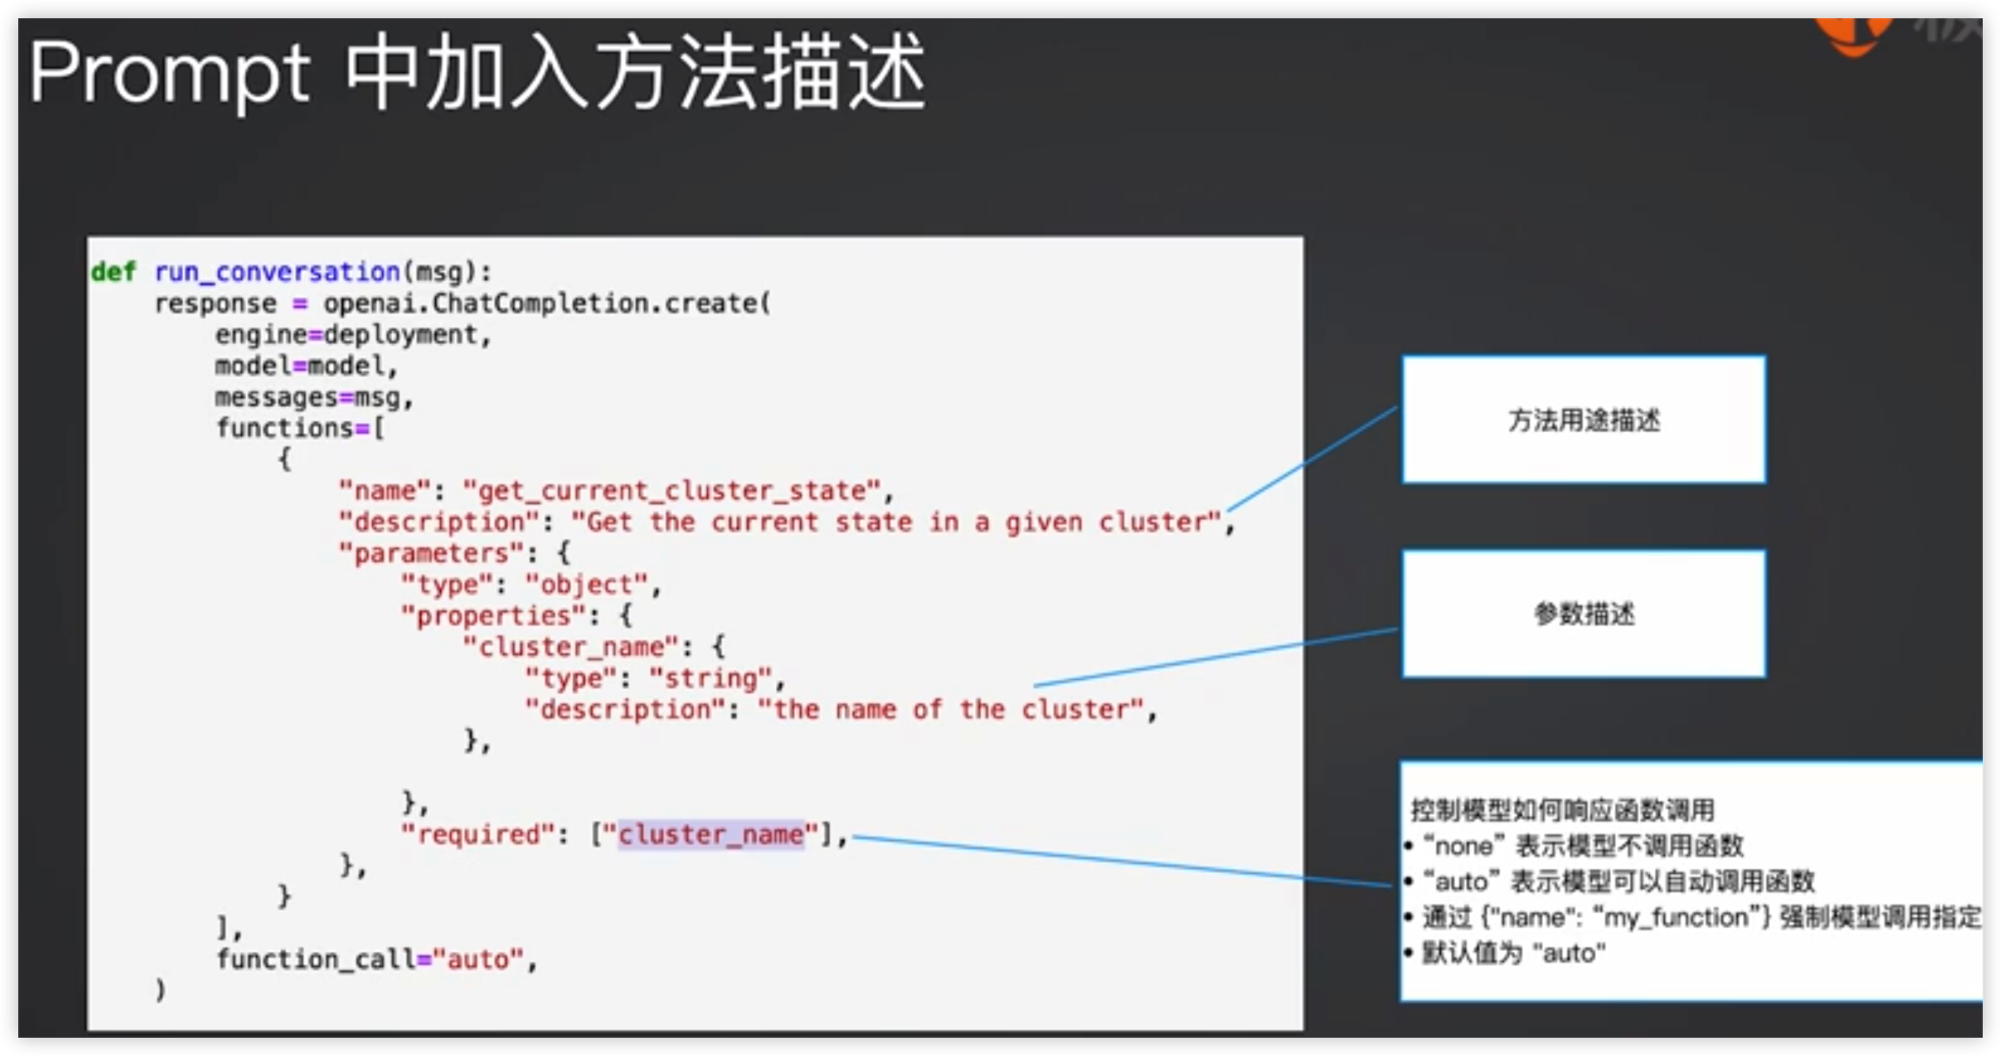 Prompt 中加入方法描述
def run_conversation(msg):
response = openai.ChatCompletion.create(
engine=deployment,
model=model,
messages=msg,
functions=[
{
"name": "get_current_cluster_state",
"description": "Get the current state in a given cluster",
"parameters": {
"type": "object",
"properties": {
"cluster_name": {
"type": "string",
"description": "the name of the cluster",
},
},
"required": ["cluster_name"],
},
}
],
function_call="auto",
)
方法用途描述
参数描述
控制模型如何响应函数调用
• “none” 表示模型不调用函数
• “auto” 表示模型可以自动调用函数
• 通过 {"name": “my_function”} 强制模型调用指定
• 默认值为 "auto"